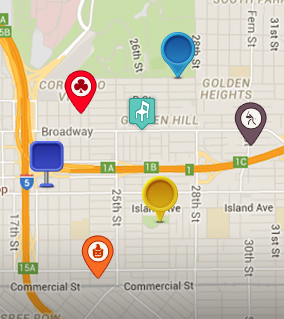 SOUTH PARK
15A
5B
26th St
28th St
Fern St
31st St
GOLDEN
HEIGHTS
GOLDEN HILL
Broadway
1A
1B
1
1C
5
17th St
25th St
28th St
Island Ave
Island Ave
30th St
31st St
15A
Commercial St
Commercial St